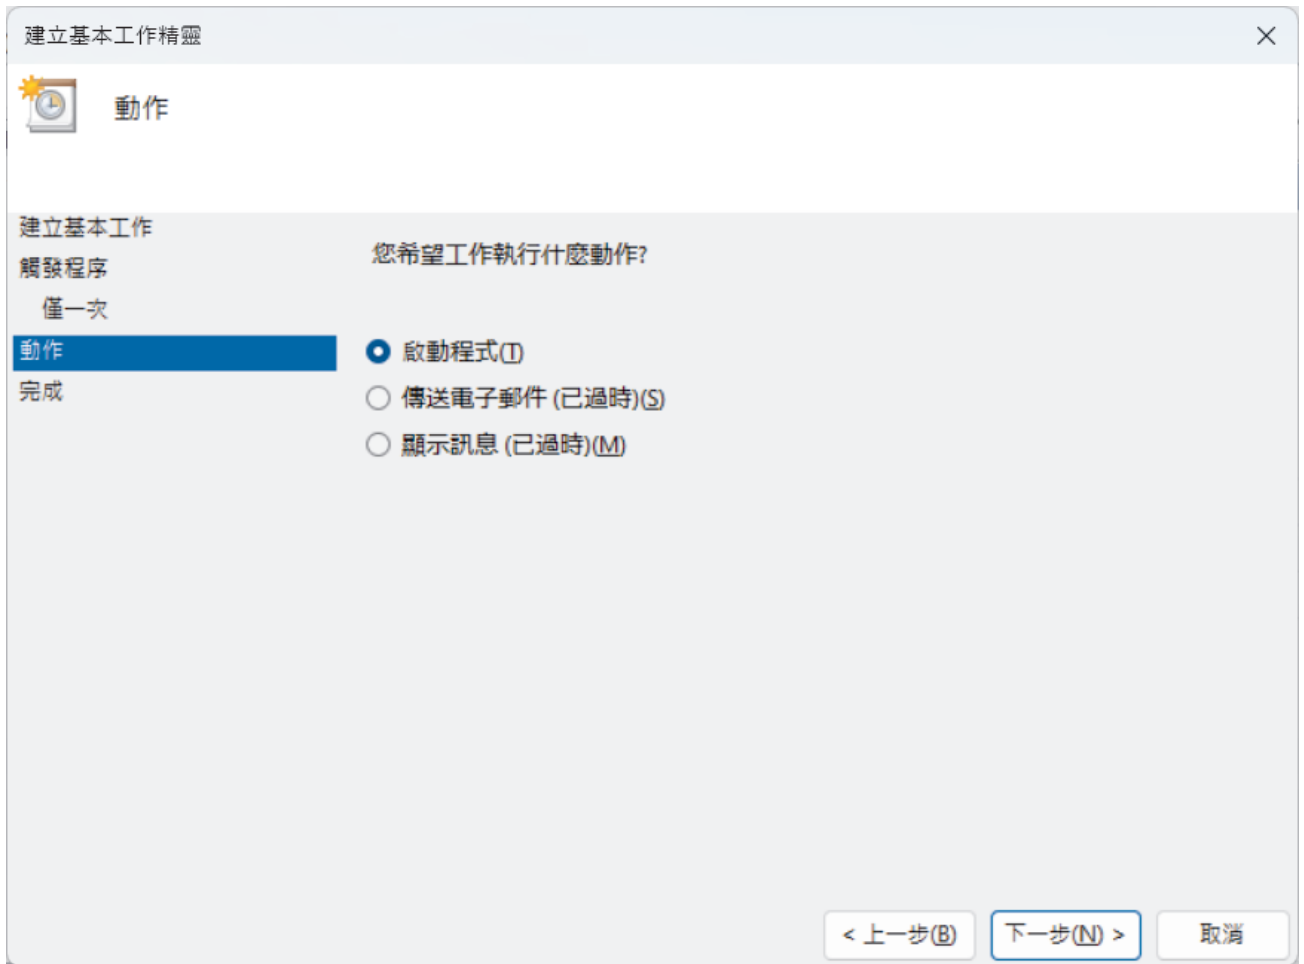 建立基本工作精靈
動作
建立基本工作
觸發程序
僅一次
動作
完成
您希望工作執行什麼動作?
啟動程式(T)
傳送電子郵件 (已過時)(S)
顯示訊息 (已過時)(M)
< 上一步(B)
下一步(N) >
取消